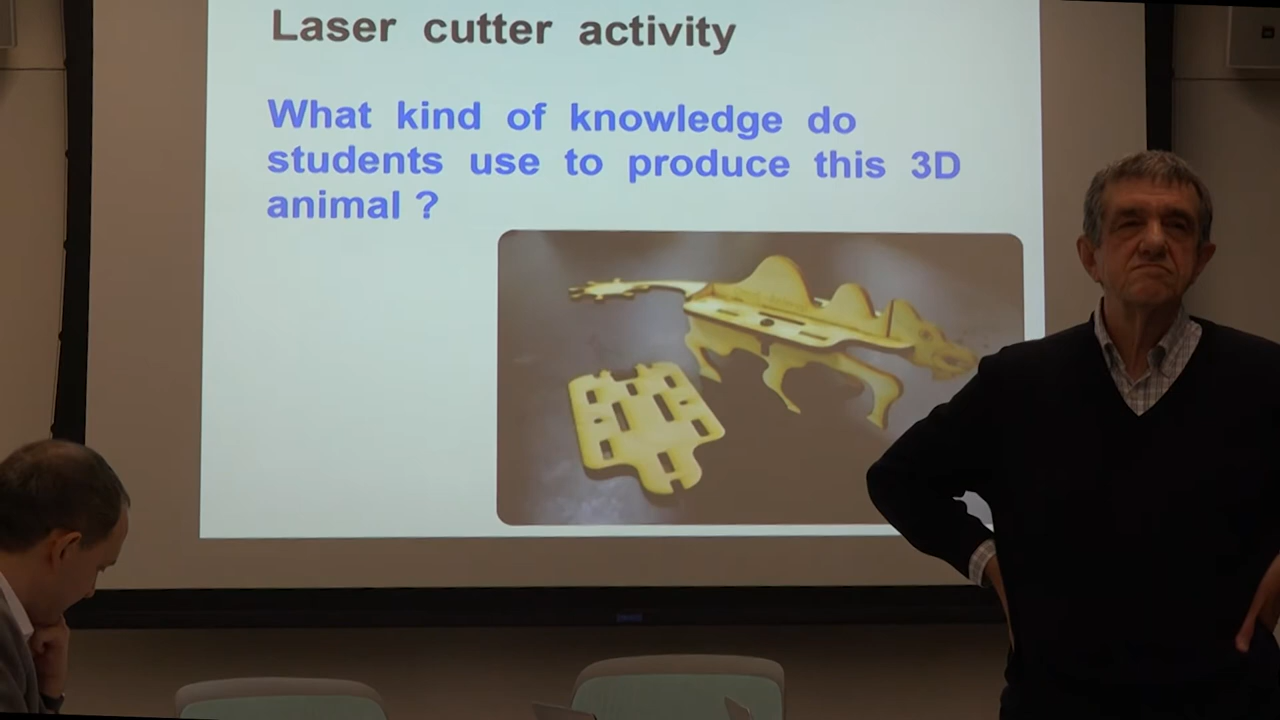 Laser cutter activity
What kind of knowledge do
students use to produce this 3D
animal ?